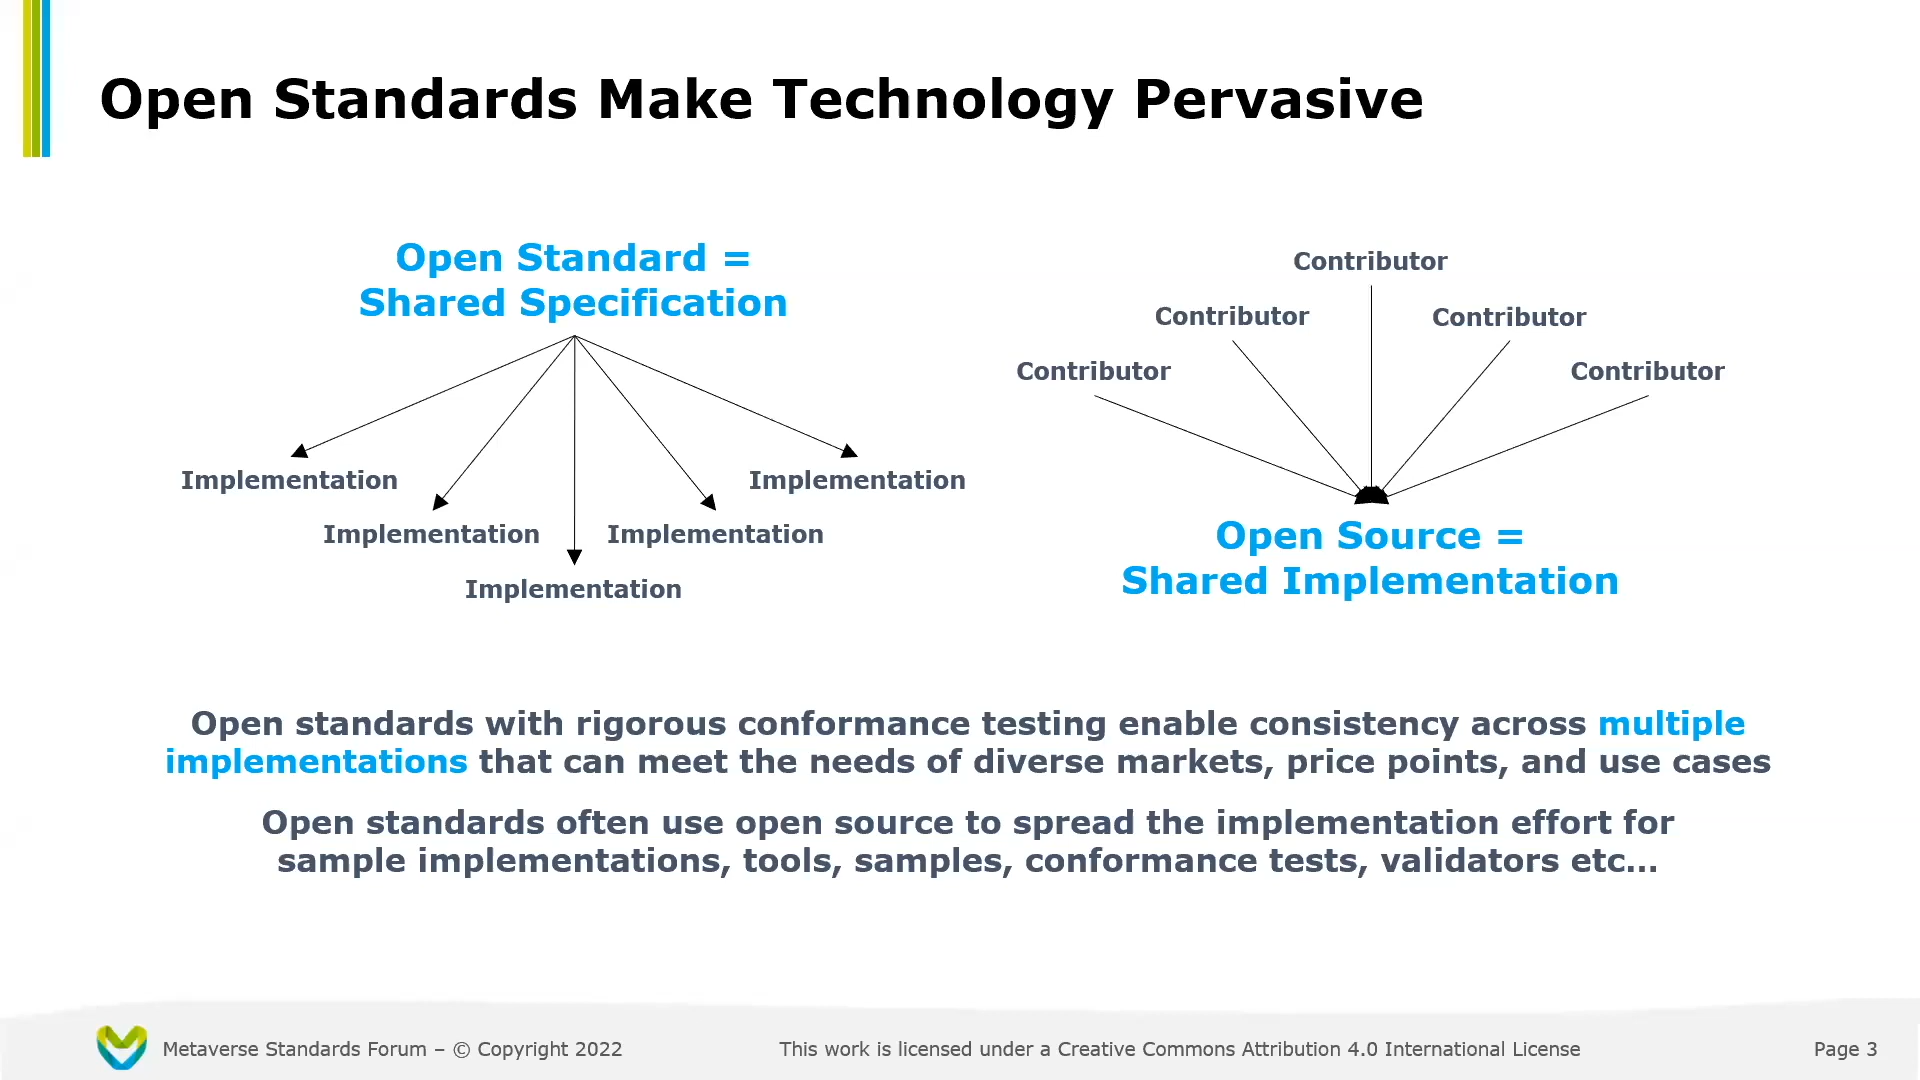 Open Standards Make Technology Pervasive
Open Standard =
Shared Specification
Implementation
Implementation
Implementation
Implementation
Implementation
Contributor
Contributor
Contributor
Contributor
Contributor
Open Source =
Shared Implementation
Open standards with rigorous conformance testing enable consistency across multiple
implementations that can meet the needs of diverse markets, price points, and use cases
Open standards often use open source to spread the implementation effort for
sample implementations, tools, samples, conformance tests, validators etc...
Metaverse Standards Forum – © Copyright 2022
This work is licensed under a Creative Commons Attribution 4.0 International License
Page 3